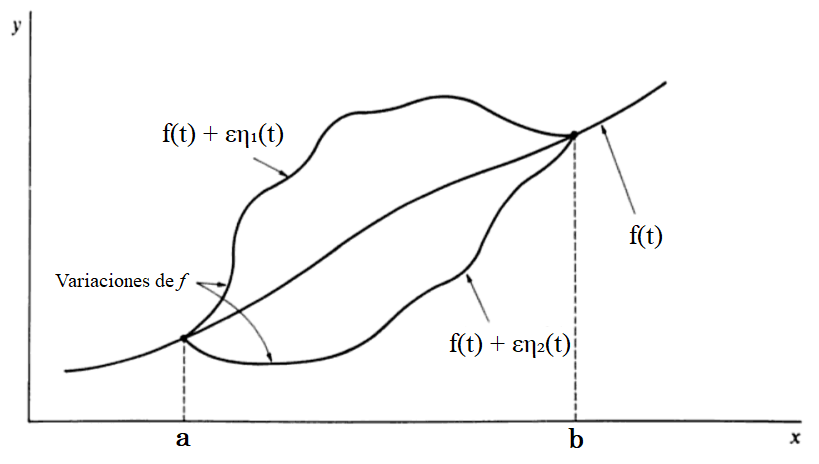 y
f(t) + εη₁(t)
f(t)
Variaciones de f
f(t) + εη₂(t)
a
b
x